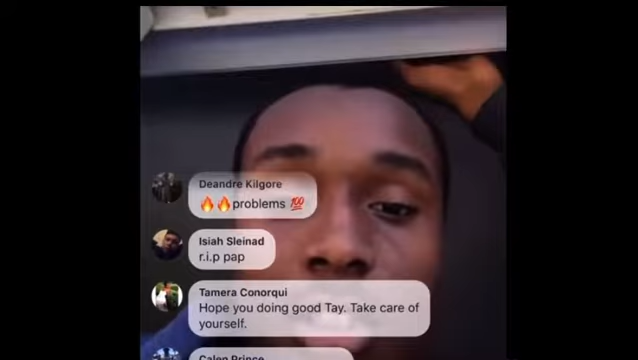 Deandre Kilgore
🔥🔥problems 💯
Isiah Sleinad
r.i.p pap
Tamera Conorqui
Hope you doing good Tay. Take care of
yourself.
Calen Prince